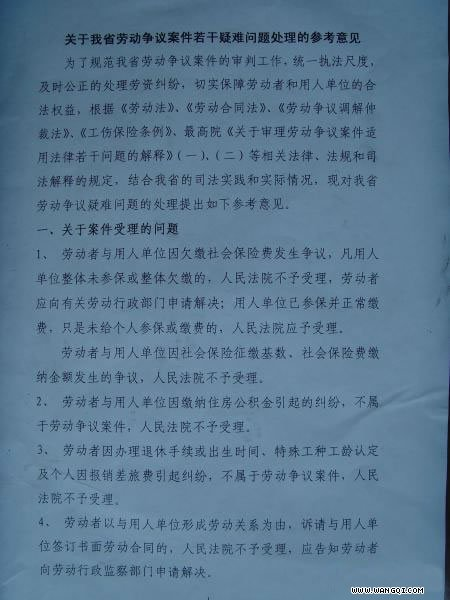 关于我省劳动争议案件若干疑难问题处理的参考意见
为了规范我省劳动争议案件的审判工作，统一执法尺度，
及时公正的处理劳资纠纷，切实保障劳动者和用人单位的合
法权益，根据《劳动法》、《劳动合同法》、《劳动争议调解仲
裁法》、《工伤保险条例》、最高院《关于审理劳动争议案件适
用法律若干问题的解释》（一）、（二）等相关法律、法规和司
法解释的规定，结合我省的司法实践和实际情况，现对我省
劳动争议疑难问题的处理提出如下参考意见。
一、关于案件受理的问题
1、 劳动者与用人单位因欠缴社会保险费发生争议，凡用人
单位整体未参保或整体欠缴的，人民法院不予受理，劳动者
应向有关劳动行政部门申请解决；用人单位已参保并正常缴
费，只是未给个人参保或缴费的，人民法院应予受理。
劳动者与用人单位因社会保险征缴基数、社会保险费缴
纳金额发生的争议，人民法院不予受理。
2、 劳动者与用人单位因缴纳住房公积金引起的纠纷，不属
于劳动争议案件，人民法院不予受理。
3、 劳动者因办理退休手续或出生时间、特殊工种工龄认定
及个人因报销差旅费引起纠纷，不属于劳动争议案件，人民
法院不予受理。
4、 劳动者以与用人单位形成劳动关系为由，诉请与用人单
位签订书面劳动合同的，人民法院不予受理，应告知劳动者
向劳动行政监察部门申请解决。
1
www.wangqi.com